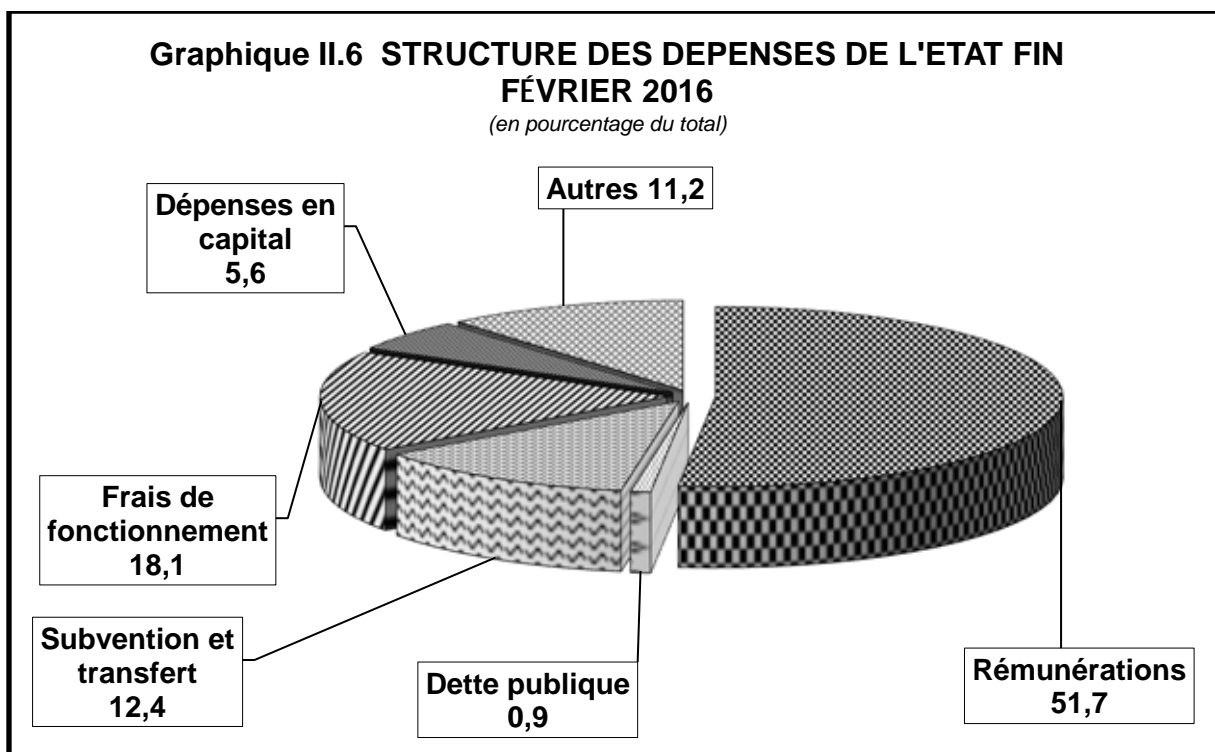 Graphique II.6 STRUCTURE DES DEPENSES DE L'ETAT FIN
FÉVRIER 2016
(en pourcentage du total)
Autres 11,2
Dépenses en
capital
5,6
Frais de
fonctionnement
18,1
Subvention et
transfert
12,4
Dette publique
0,9
Rémunérations
51,7